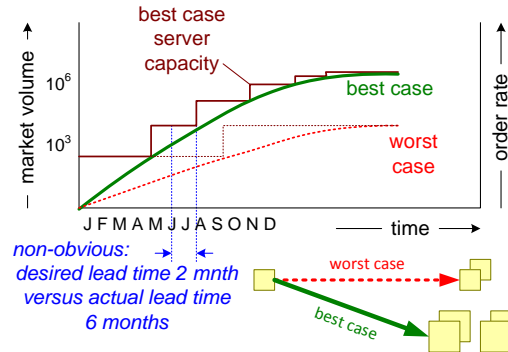 best case
server
capacity
market volume
10^6
10^3
best case
worst
case
order rate
J F M A M J J A S O N D
time
non-obvious:
desired lead time 2 mnth
versus actual lead time
6 months
worst case
best case